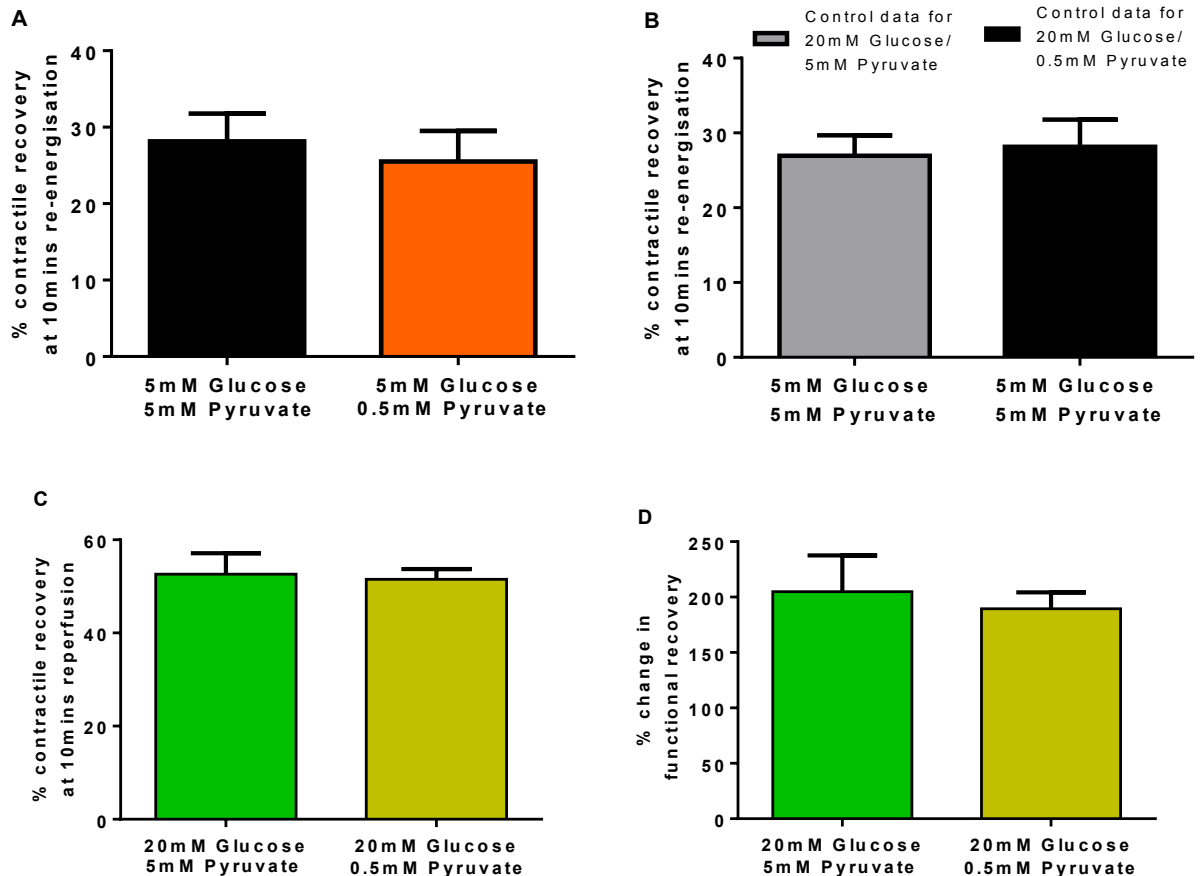 A
% contractile recovery
at 10mins re-energisation
40
30
20
10
0
5mM Glucose
5mM Pyruvate
5mM Glucose
0.5mM Pyruvate
B
Control data for
20mM Glucose/
5mM Pyruvate
Control data for
20mM Glucose/
0.5mM Pyruvate
% contractile recovery
at 10mins re-energisation
40
30
20
10
0
5mM Glucose
5mM Pyruvate
5mM Glucose
5mM Pyruvate
C
% contractile recovery
at 10mins reperfusion
60
40
20
0
20mM Glucose
5mM Pyruvate
20mM Glucose
0.5mM Pyruvate
D
% change in
functional recovery
250
200
150
100
50
0
20mM Glucose
5mM Pyruvate
20mM Glucose
0.5mM Pyruvate